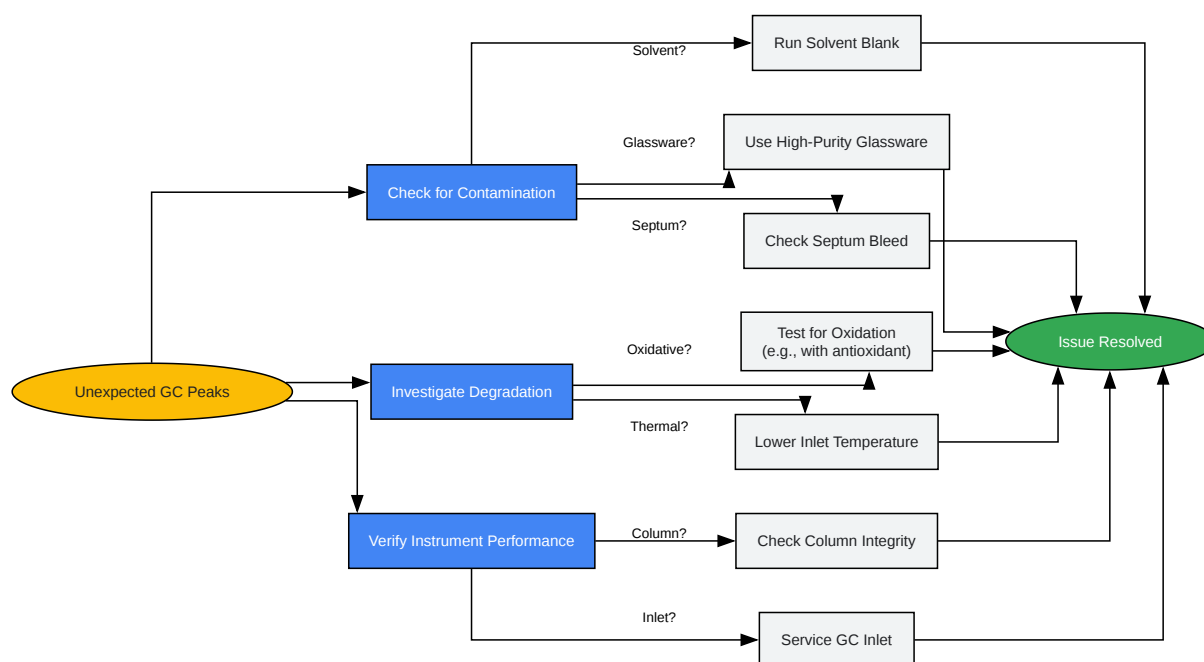 Solvent?
Run Solvent Blank
Glassware?
Use High-Purity Glassware
Check for Contamination
Septum?
Check Septum Bleed
Oxidative?
Test for Oxidation
(e.g., with antioxidant)
Issue Resolved
Unexpected GC Peaks
Investigate Degradation
Thermal?
Lower Inlet Temperature
Verify Instrument Performance
Column?
Check Column Integrity
Inlet?
Service GC Inlet